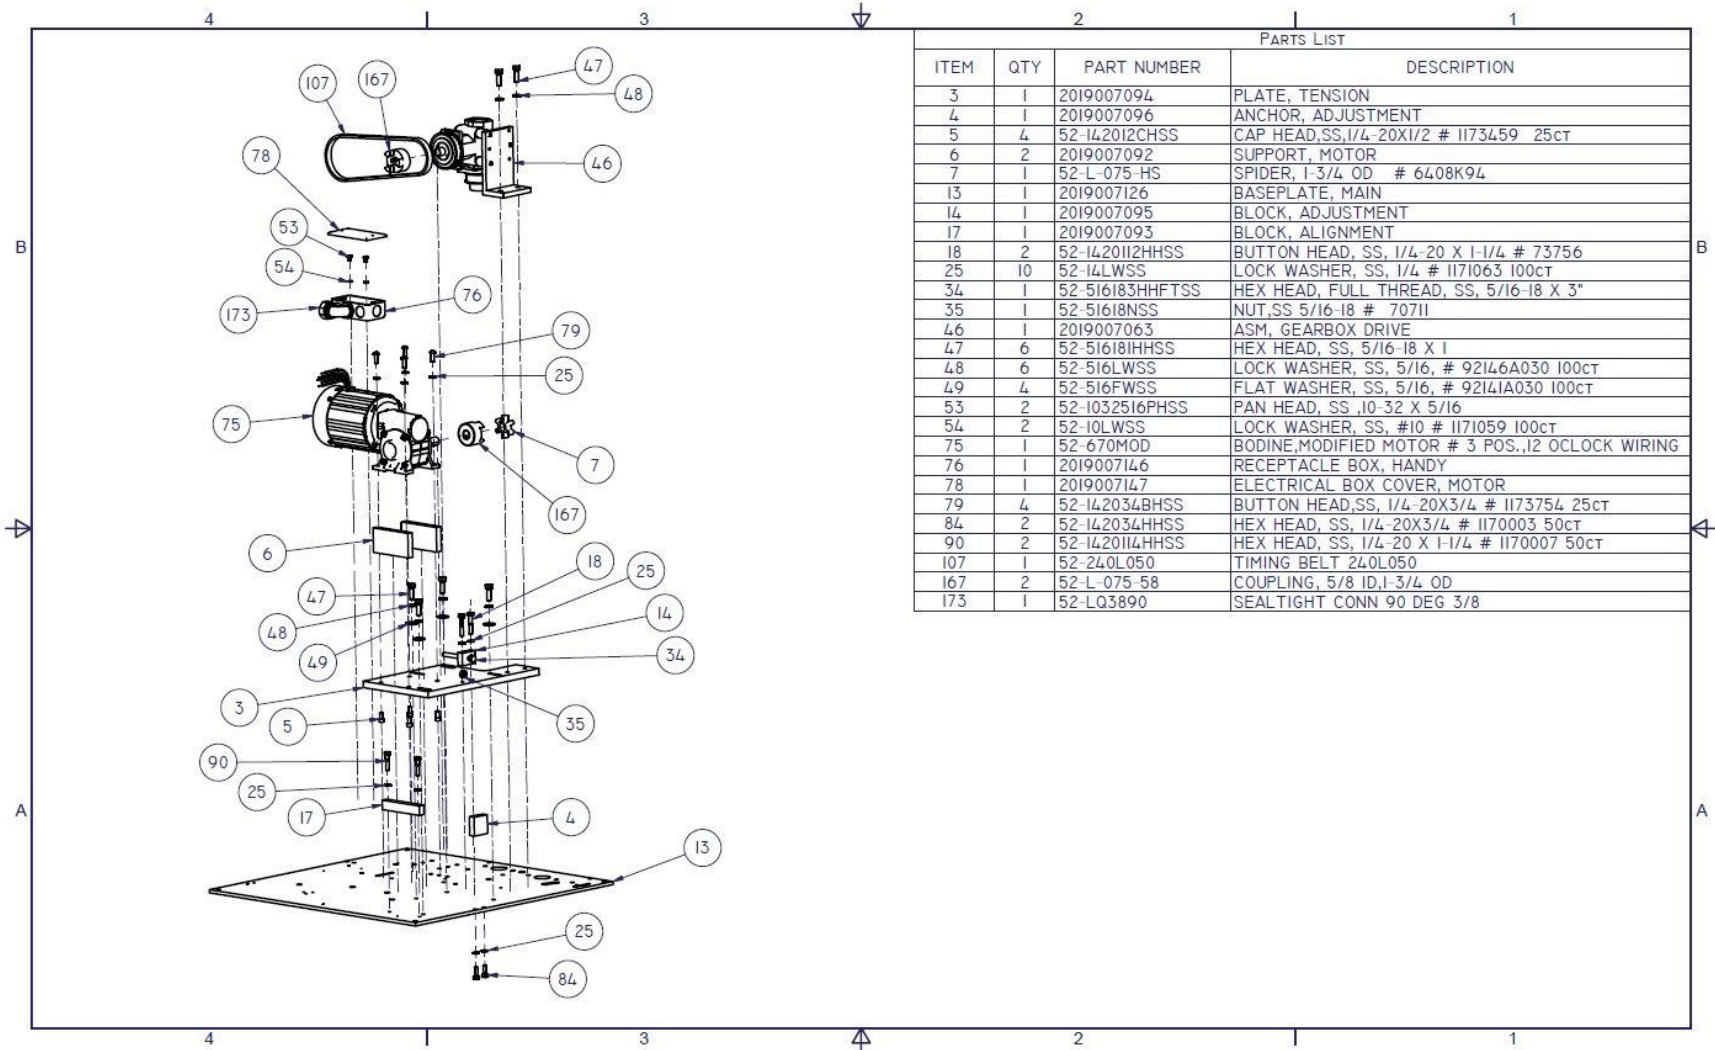 4 3 2 1
PARTS LIST
ITEM QTY PART NUMBER DESCRIPTION
3 1 2019007094 PLATE, TENSION
4 1 2019007096 ANCHOR, ADJUSTMENT
5 4 52-142012CHSS CAP HEAD,SS,1/4-20X1/2 # 1173459 25CT
6 2 2019007092 SUPPORT, MOTOR
7 1 52-L-075-HS SPIDER, 1-3/4 OD # 6408K94
13 1 2019007126 BASEPLATE, MAIN
14 1 2019007095 BLOCK, ADJUSTMENT
17 1 2019007093 BLOCK, ALIGNMENT
18 2 52-1420112HHSS BUTTON HEAD, SS, 1/4-20 X 1-1/4 # 73756
25 10 52-14LWSS LOCK WASHER, SS, 1/4 # 1171063 100CT
34 1 52-516183HHFTSS HEX HEAD, FULL THREAD, SS, 5/16-18 X 3"
35 1 52-51618NSS NUT,SS 5/16-18 # 70711
46 1 2019007063 ASM, GEARBOX DRIVE
47 6 52-516181HHSS HEX HEAD, SS, 5/16-18 X 1
48 6 52-516LWSS LOCK WASHER, SS, 5/16, # 92146A030 100CT
49 4 52-516FWSS FLAT WASHER, SS, 5/16, # 92141A030 100CT
53 2 52-1032516PHSS PAN HEAD, SS ,10-32 X 5/16
54 2 52-10LWSS LOCK WASHER, SS, #10 # 1171059 100CT
75 1 52-670MOD BODINE,MODIFIED MOTOR # 3 POS.,12 OCLOCK WIRING
76 1 2019007146 RECEPTACLE BOX, HANDY
78 1 2019007147 ELECTRICAL BOX COVER, MOTOR
79 4 52-142034BHSS BUTTON HEAD,SS, 1/4-20X3/4 # 1173754 25CT
84 2 52-142034HHSS HEX HEAD, SS, 1/4-20X3/4 # 1170003 50CT
90 2 52-1420114HHSS HEX HEAD, SS, 1/4-20 X 1-1/4 # 1170007 50CT
107 1 52-240L050 TIMING BELT 240L050
167 2 52-L-075-58 COUPLING, 5/8 ID,1-3/4 OD
173 1 52-LQ3890 SEALTIGHT CONN 90 DEG 3/8
47
167
107
48
78
46
53
B
B
54
76
173
79
25
75
7
167
6
18
25
47
14
48
34
49
3
35
5
90
25
17
4
A
A
13
25
84
4 3 2 1